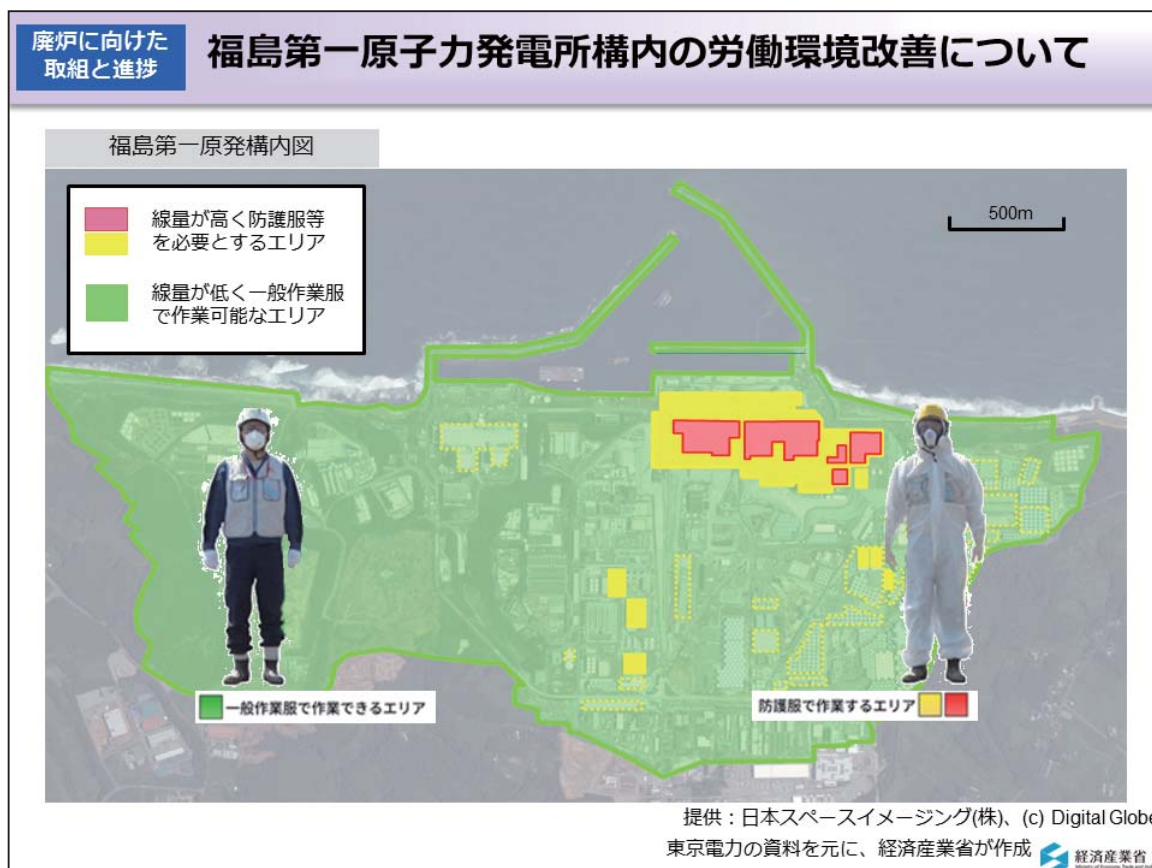 廃炉に向けた
取組と進捗
福島第一原子力発電所構内の労働環境改善について
福島第一原発構内図
線量が高く防護服等
を必要とするエリア
線量が低く一般作業服
で作業可能なエリア
500m
一般作業服で作業できるエリア
防護服で作業するエリア
提供：日本スペースイメージング(株)、(c) Digital Globe
東京電力の資料を元に、経済産業省が作成
経済産業省